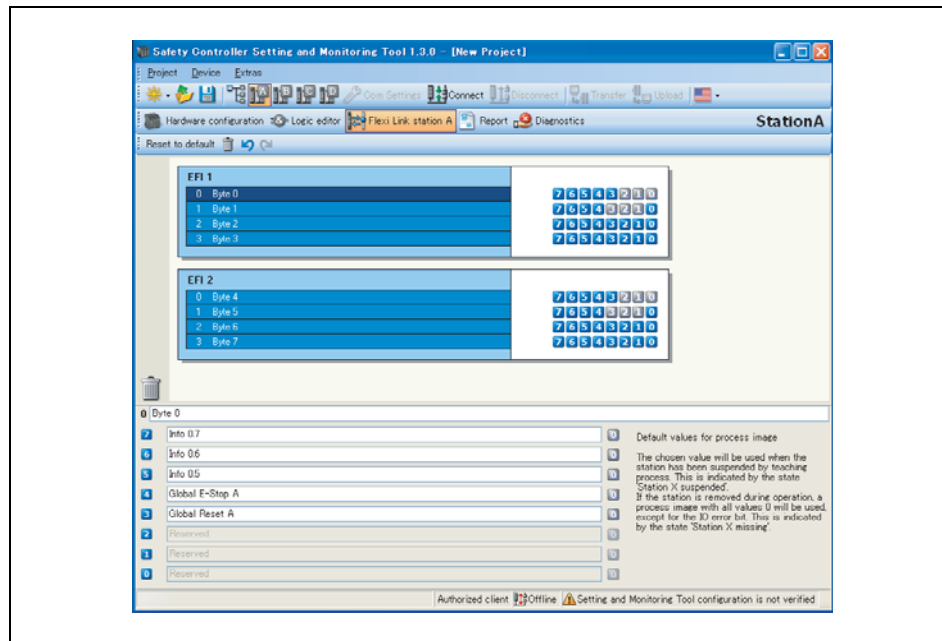 Safety Controller Setting and Monitoring Tool 1.3.0 - [New Project]
Project Device Extras
A B C D Com Settings Connect Disconnect Transfer Upload
Hardware configuration Logic editor Flexi Link station A Report Diagnostics StationA
Reset to default
EFI 1
0 Byte 0 7 6 5 4 3 2 1 0
1 Byte 1 7 6 5 4 3 2 1 0
2 Byte 2 7 6 5 4 3 2 1 0
3 Byte 3 7 6 5 4 3 2 1 0
EFI 2
0 Byte 4 7 6 5 4 3 2 1 0
1 Byte 5 7 6 5 4 3 2 1 0
2 Byte 6 7 6 5 4 3 2 1 0
3 Byte 7 7 6 5 4 3 2 1 0
0 Byte 0
7 Info 0.7 0
6 Info 0.6 0
5 Info 0.5 0
4 Global E-Stop A 0
3 Global Reset A 0
2 Reserved 0
1 Reserved 0
0 Reserved 0
Default values for process image
The chosen value will be used when the
station has been suspended by teaching
process. This is indicated by the state
'Station X suspended'.
If the station is removed during operation, a
process image with all values 0 will be used,
except for the IO error bit. This is indicated
by the state 'Station X missing'.
Authorized client Offline Setting and Monitoring Tool configuration is not verified